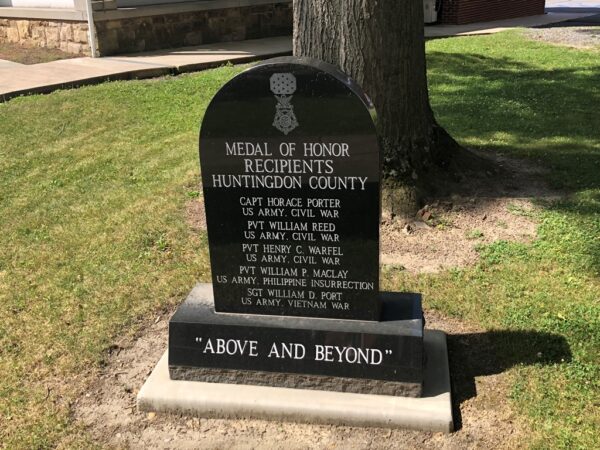 MEDAL OF HONOR
RECIPIENTS
HUNTINGDON COUNTY
CAPT HORACE PORTER
US ARMY, CIVIL WAR
PVT WILLIAM REED
US ARMY, CIVIL WAR
PVT HENRY C. WARFEL
US ARMY, CIVIL WAR
PVT WILLIAM P. MACLAY
US ARMY, PHILIPPINE INSURRECTION
SGT WILLIAM D. PORT
US ARMY, VIETNAM WAR
"ABOVE AND BEYOND"